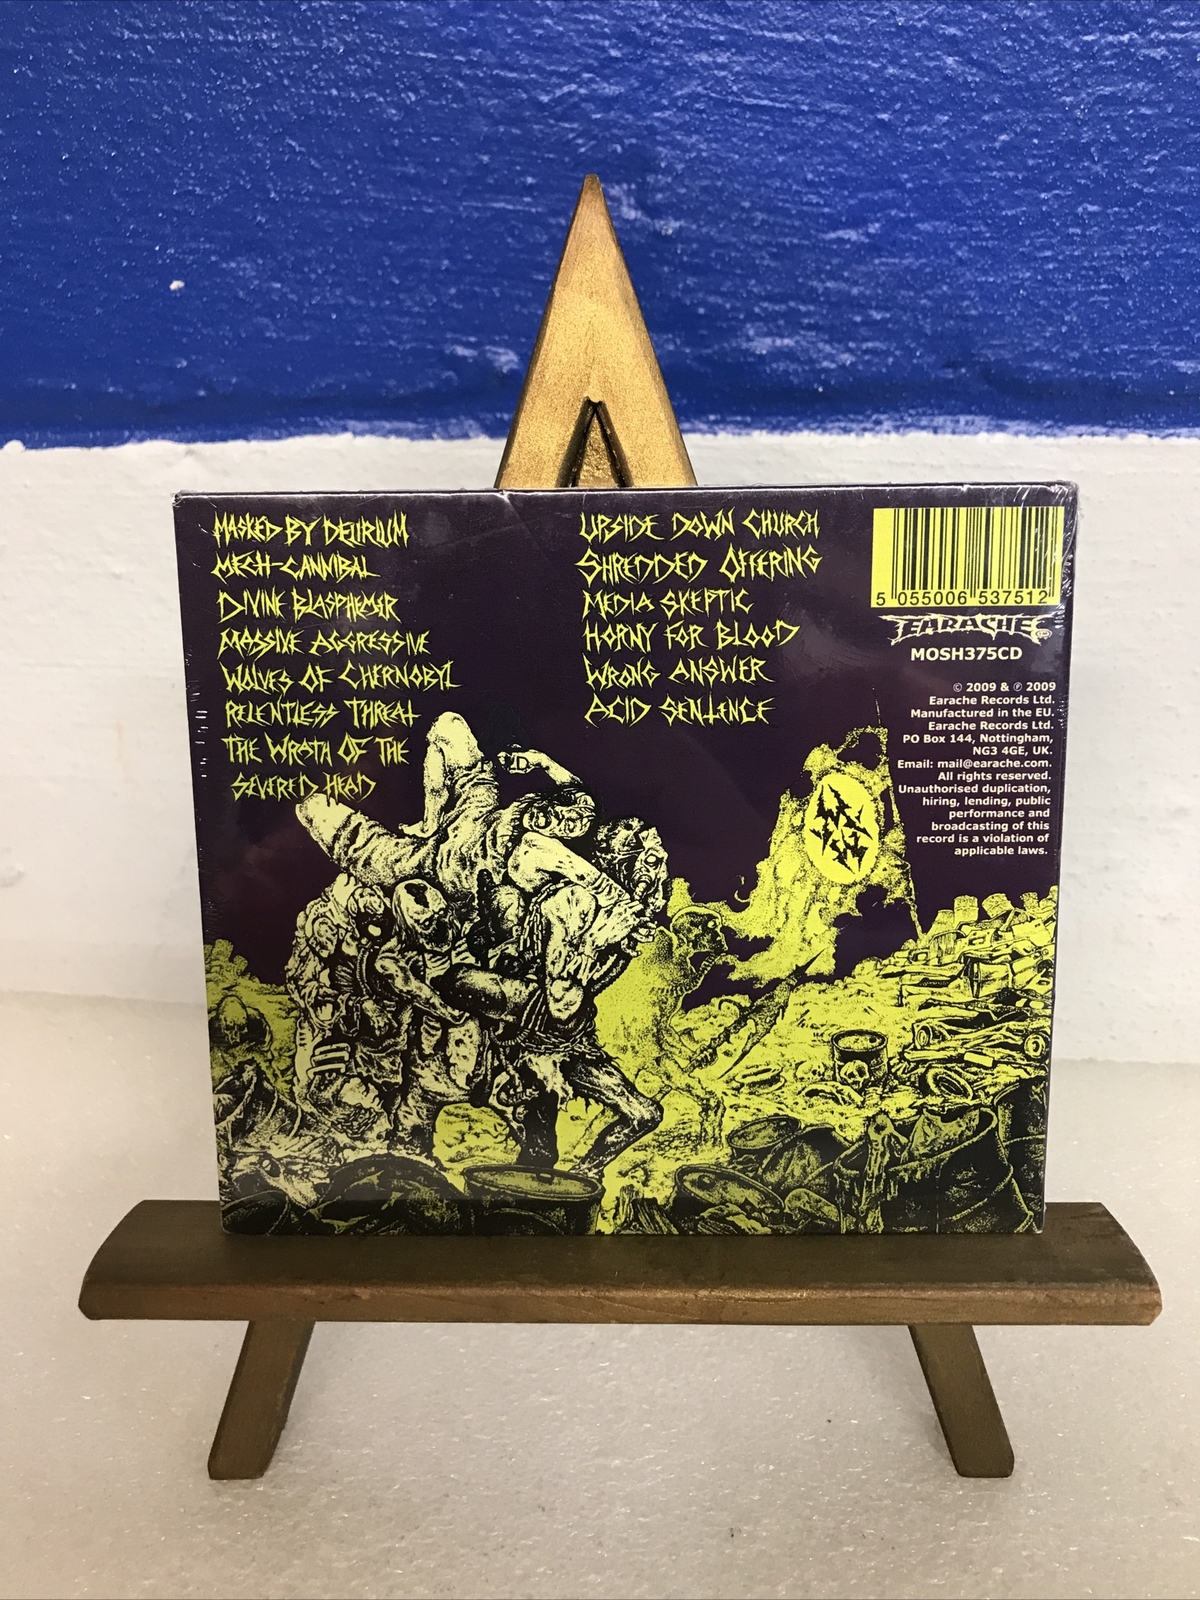 MASKED BY DELIRIUM
MECH-CANNIBAL
DIVINE BLASPHEMER
MASSIVE AGGRESSIVE
WOLVES OF CHERNOBYL
RELENTLESS THREAT
THE WRATH OF THE
SEVERED HEAD
UPSIDE DOWN CHURCH
SHREDDED OFFERING
MEDIA SKEPTIC
HORNY FOR BLOOD
WRONG ANSWER
ACID SENTENCE
5 055006 537512
EARACHE
MOSH375CD
© 2009 & ℗ 2009
Earache Records Ltd.
Manufactured in the EU.
Earache Records Ltd.
PO Box 144, Nottingham,
NG3 4GE, UK.
Email: mail@earache.com.
All rights reserved.
Unauthorised duplication,
hiring, lending, public
performance and
broadcasting of this
record is a violation of
applicable laws.